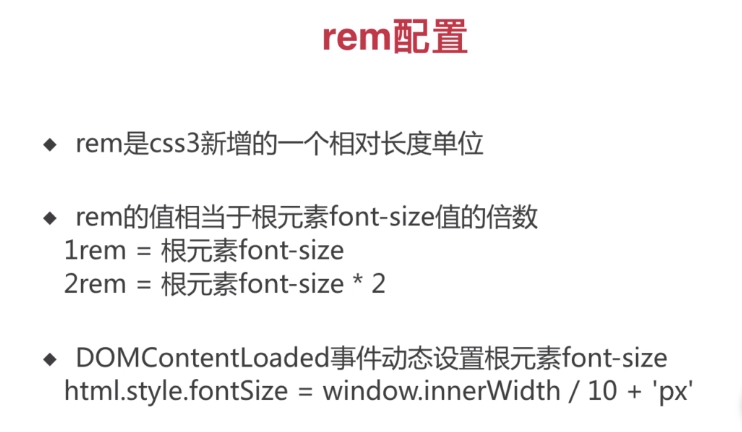 rem配置
◆ rem是css3新增的一个相对长度单位
◆ rem的值相当于根元素font-size值的倍数
1rem = 根元素font-size
2rem = 根元素font-size * 2
◆ DOMContentLoaded事件动态设置根元素font-size
html.style.fontSize = window.innerWidth / 10 + 'px'